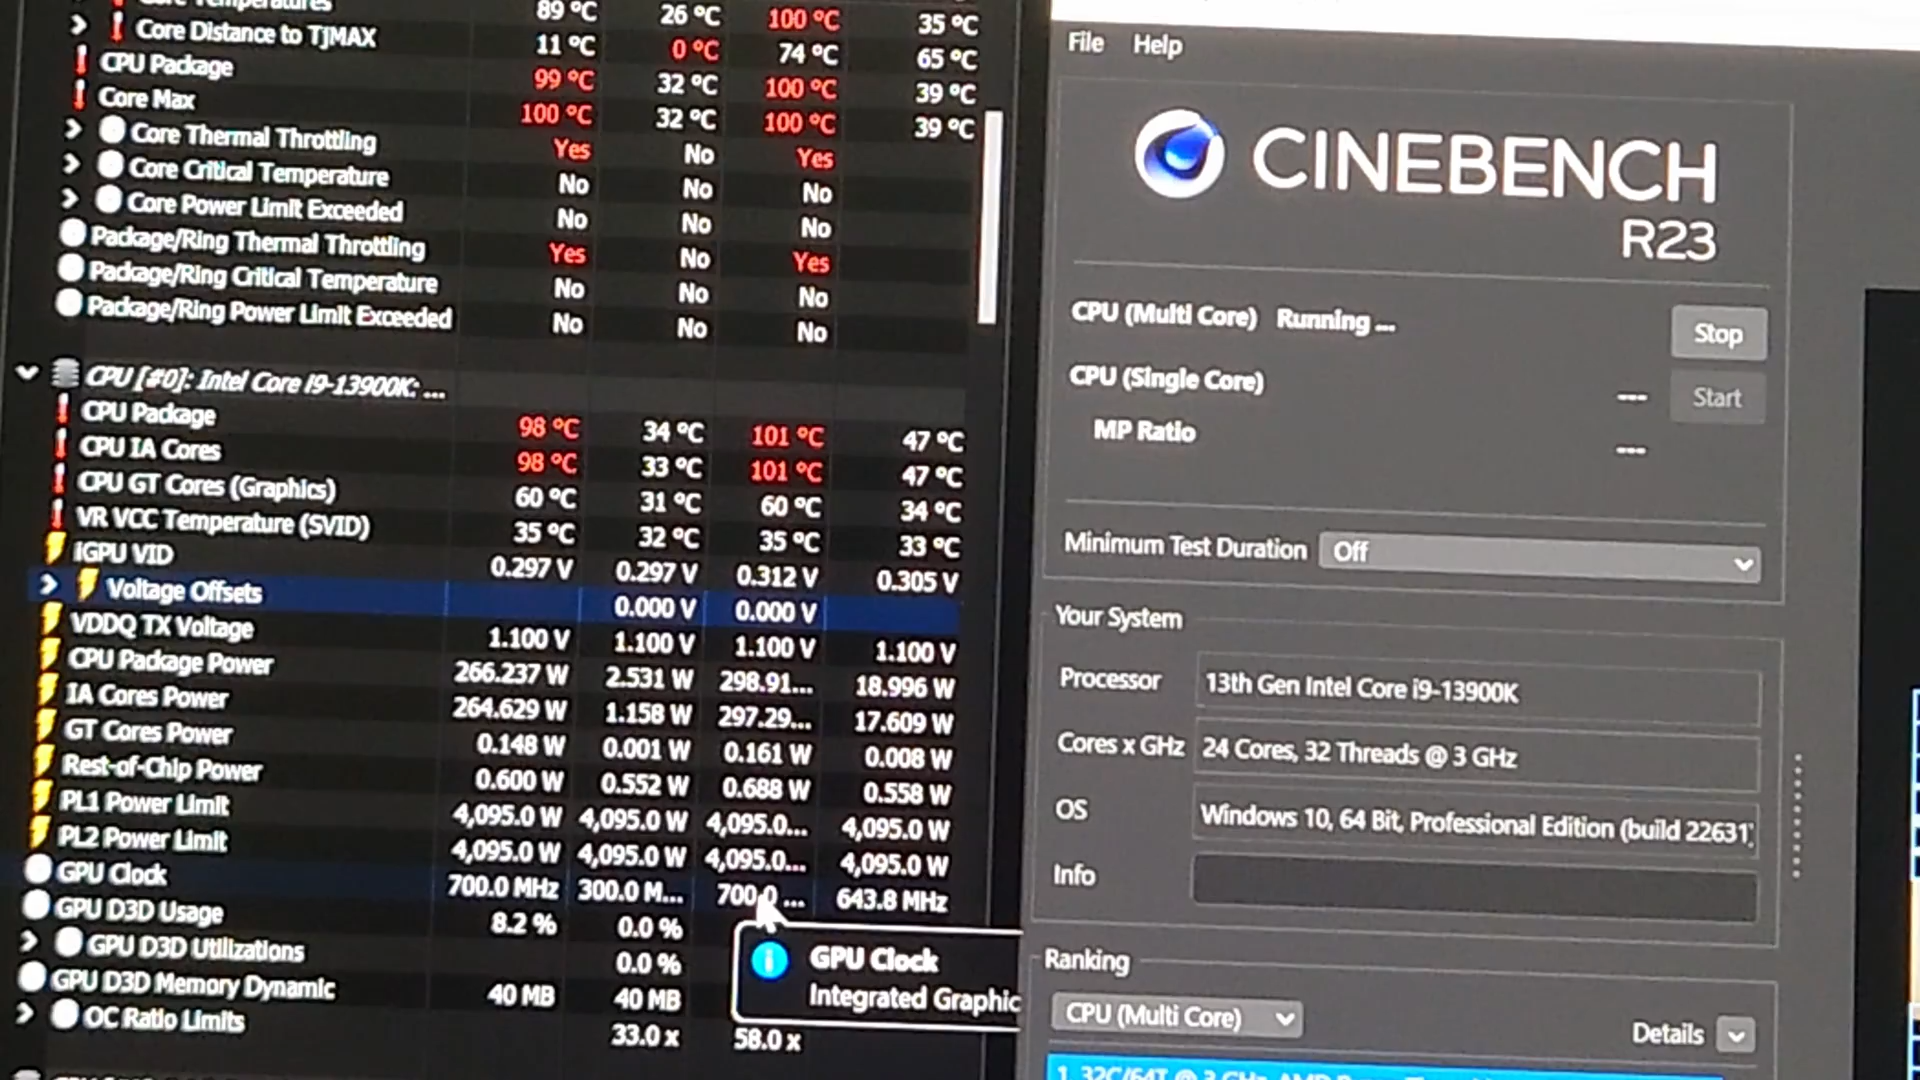 Core Temperatures 89 °C 26 °C 100 °C 35 °C
Core Distance to TjMAX 11 °C 0 °C 74 °C 65 °C
CPU Package 99 °C 32 °C 100 °C 39 °C
Core Max 100 °C 32 °C 100 °C 39 °C
Core Thermal Throttling Yes No Yes
Core Critical Temperature No No No
Core Power Limit Exceeded No No No
Package/Ring Thermal Throttling Yes No Yes
Package/Ring Critical Temperature No No No
Package/Ring Power Limit Exceeded No No No
CPU [#0]: Intel Core i9-13900K: ...
CPU Package 98 °C 34 °C 101 °C 47 °C
CPU IA Cores 98 °C 33 °C 101 °C 47 °C
CPU GT Cores (Graphics) 60 °C 31 °C 60 °C 34 °C
VR VCC Temperature (SVID) 35 °C 32 °C 35 °C 33 °C
iGPU VID 0.297 V 0.297 V 0.312 V 0.305 V
Voltage Offsets 0.000 V 0.000 V
VDDQ TX Voltage 1.100 V 1.100 V 1.100 V 1.100 V
CPU Package Power 266.237 W 2.531 W 298.91... 18.996 W
IA Cores Power 264.629 W 1.158 W 297.29... 17.609 W
GT Cores Power 0.148 W 0.001 W 0.161 W 0.008 W
Rest-of-Chip Power 0.600 W 0.552 W 0.688 W 0.558 W
PL1 Power Limit 4,095.0 W 4,095.0 W 4,095.0... 4,095.0 W
PL2 Power Limit 4,095.0 W 4,095.0 W 4,095.0... 4,095.0 W
GPU Clock 700.0 MHz 300.0 M... 700.0 ... 643.8 MHz
GPU D3D Usage 8.2 % 0.0 %
GPU D3D Utilizations 0.0 %
GPU D3D Memory Dynamic 40 MB 40 MB
OC Ratio Limits 33.0 x 58.0 x
GPU Clock
Integrated Graphic
File Help
CINEBENCH
R23
CPU (Multi Core) Running ... Stop
CPU (Single Core) --- Start
MP Ratio ---
Minimum Test Duration Off
Your System
Processor 13th Gen Intel Core i9-13900K
Cores x GHz 24 Cores, 32 Threads @ 3 GHz
OS Windows 10, 64 Bit, Professional Edition (build 22631)
Info
Ranking
CPU (Multi Core) Details
1. 32C/64T @ 3 GHz, AMD